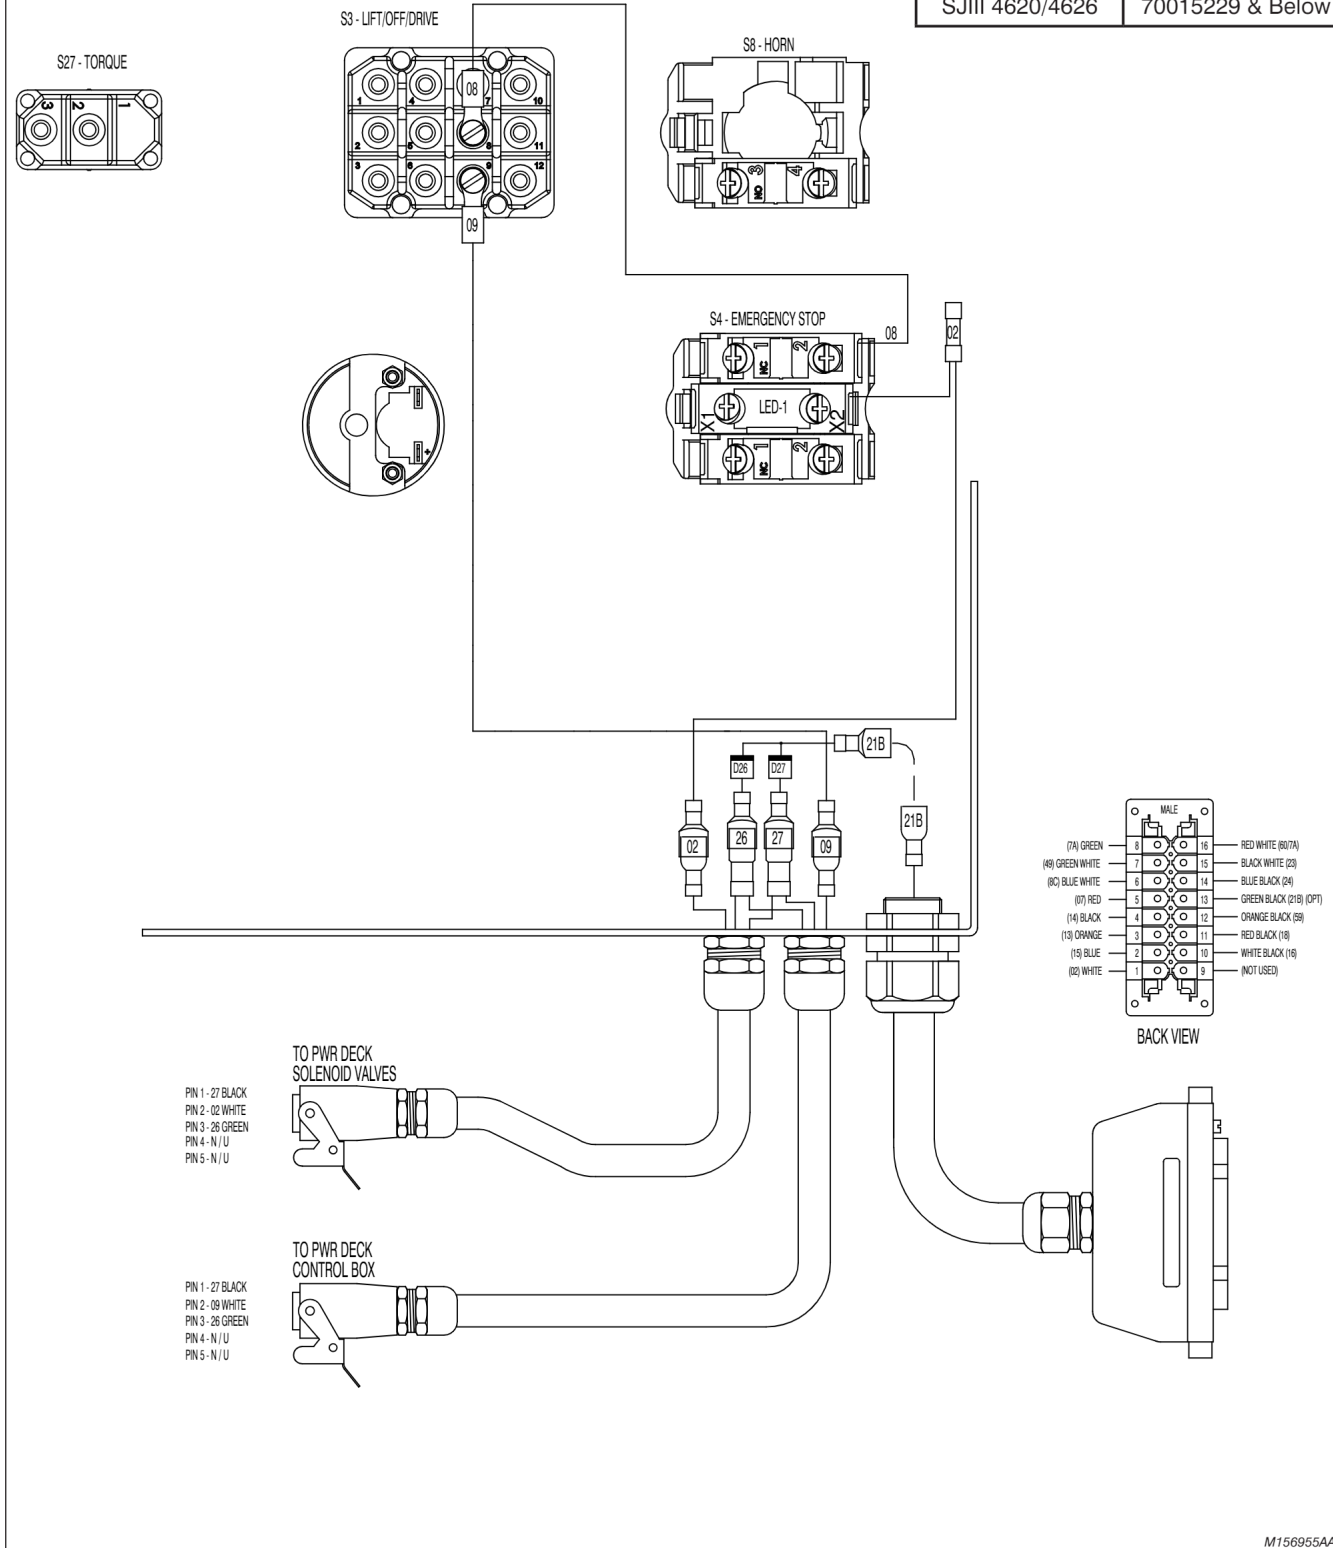 SJIII 4620/4626 70015229 & Below
S3 - LIFT/OFF/DRIVE
S27 - TORQUE
S8 - HORN
3 2 1
1 4 7 10
08
2 5 8 11
3 6 9 12
09
NO 3 4
S4 - EMERGENCY STOP
08
02
NC 1 2
X1 LED-1 X2
NC 1 2
+
21B
D26 D27
21B
02 26 27 09
MALE
(7A) GREEN 8 16 RED WHITE (60/7A)
(49) GREEN WHITE 7 15 BLACK WHITE (23)
(8C) BLUE WHITE 6 14 BLUE BLACK (24)
(07) RED 5 13 GREEN BLACK (21B) (OPT)
(14) BLACK 4 12 ORANGE BLACK (59)
(13) ORANGE 3 11 RED BLACK (18)
(15) BLUE 2 10 WHITE BLACK (16)
(02) WHITE 1 9 (NOT USED)
BACK VIEW
TO PWR DECK
SOLENOID VALVES
PIN 1 - 27 BLACK
PIN 2 - 02 WHITE
PIN 3 - 26 GREEN
PIN 4 - N / U
PIN 5 - N / U
TO PWR DECK
CONTROL BOX
PIN 1 - 27 BLACK
PIN 2 - 09 WHITE
PIN 3 - 26 GREEN
PIN 4 - N / U
PIN 5 - N / U
M156955AA